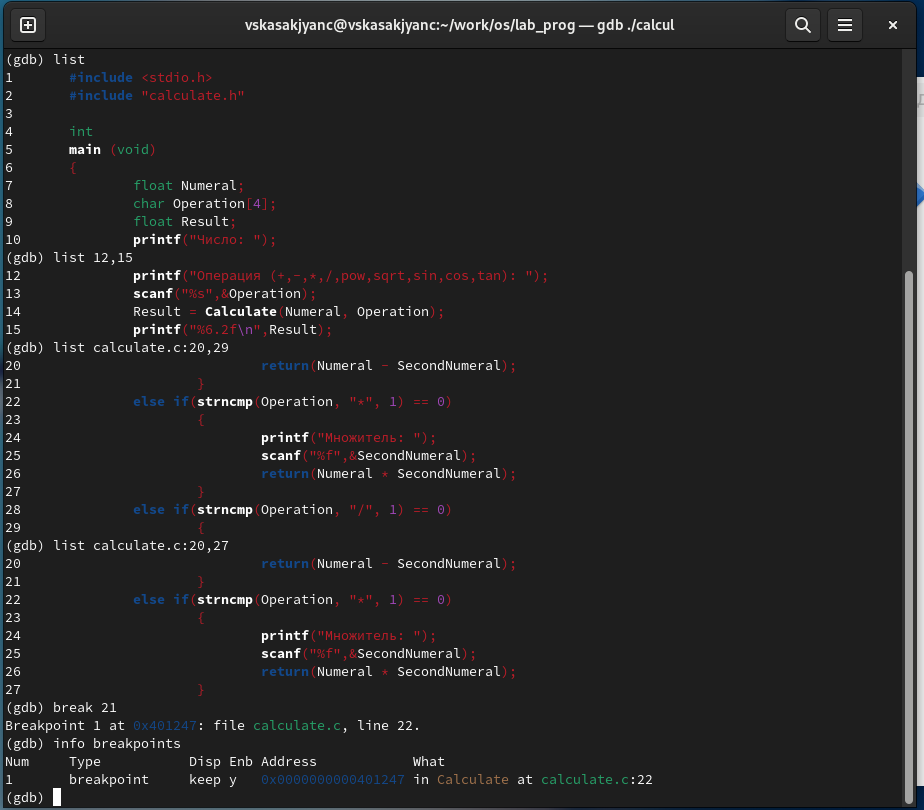 vskasakjyanc@vskasakjyanc:~/work/os/lab_prog — gdb ./calcul
(gdb) list
1       #include <stdio.h>
2       #include "calculate.h"
3
4       int
5       main (void)
6       {
7               float Numeral;
8               char Operation[4];
9               float Result;
10              printf("Число: ");
(gdb) list 12,15
12              printf("Операция (+,-,*,/,pow,sqrt,sin,cos,tan): ");
13              scanf("%s",&Operation);
14              Result = Calculate(Numeral, Operation);
15              printf("%6.2f\n",Result);
(gdb) list calculate.c:20,29
20                              return(Numeral - SecondNumeral);
21                      }
22              else if(strncmp(Operation, "*", 1) == 0)
23                      {
24                              printf("Множитель: ");
25                              scanf("%f",&SecondNumeral);
26                              return(Numeral * SecondNumeral);
27                      }
28              else if(strncmp(Operation, "/", 1) == 0)
29                      {
(gdb) list calculate.c:20,27
20                              return(Numeral - SecondNumeral);
21                      }
22              else if(strncmp(Operation, "*", 1) == 0)
23                      {
24                              printf("Множитель: ");
25                              scanf("%f",&SecondNumeral);
26                              return(Numeral * SecondNumeral);
27                      }
(gdb) break 21
Breakpoint 1 at 0x401247: file calculate.c, line 22.
(gdb) info breakpoints
Num     Type           Disp Enb Address            What
1       breakpoint     keep y   0x0000000000401247 in Calculate at calculate.c:22
(gdb)